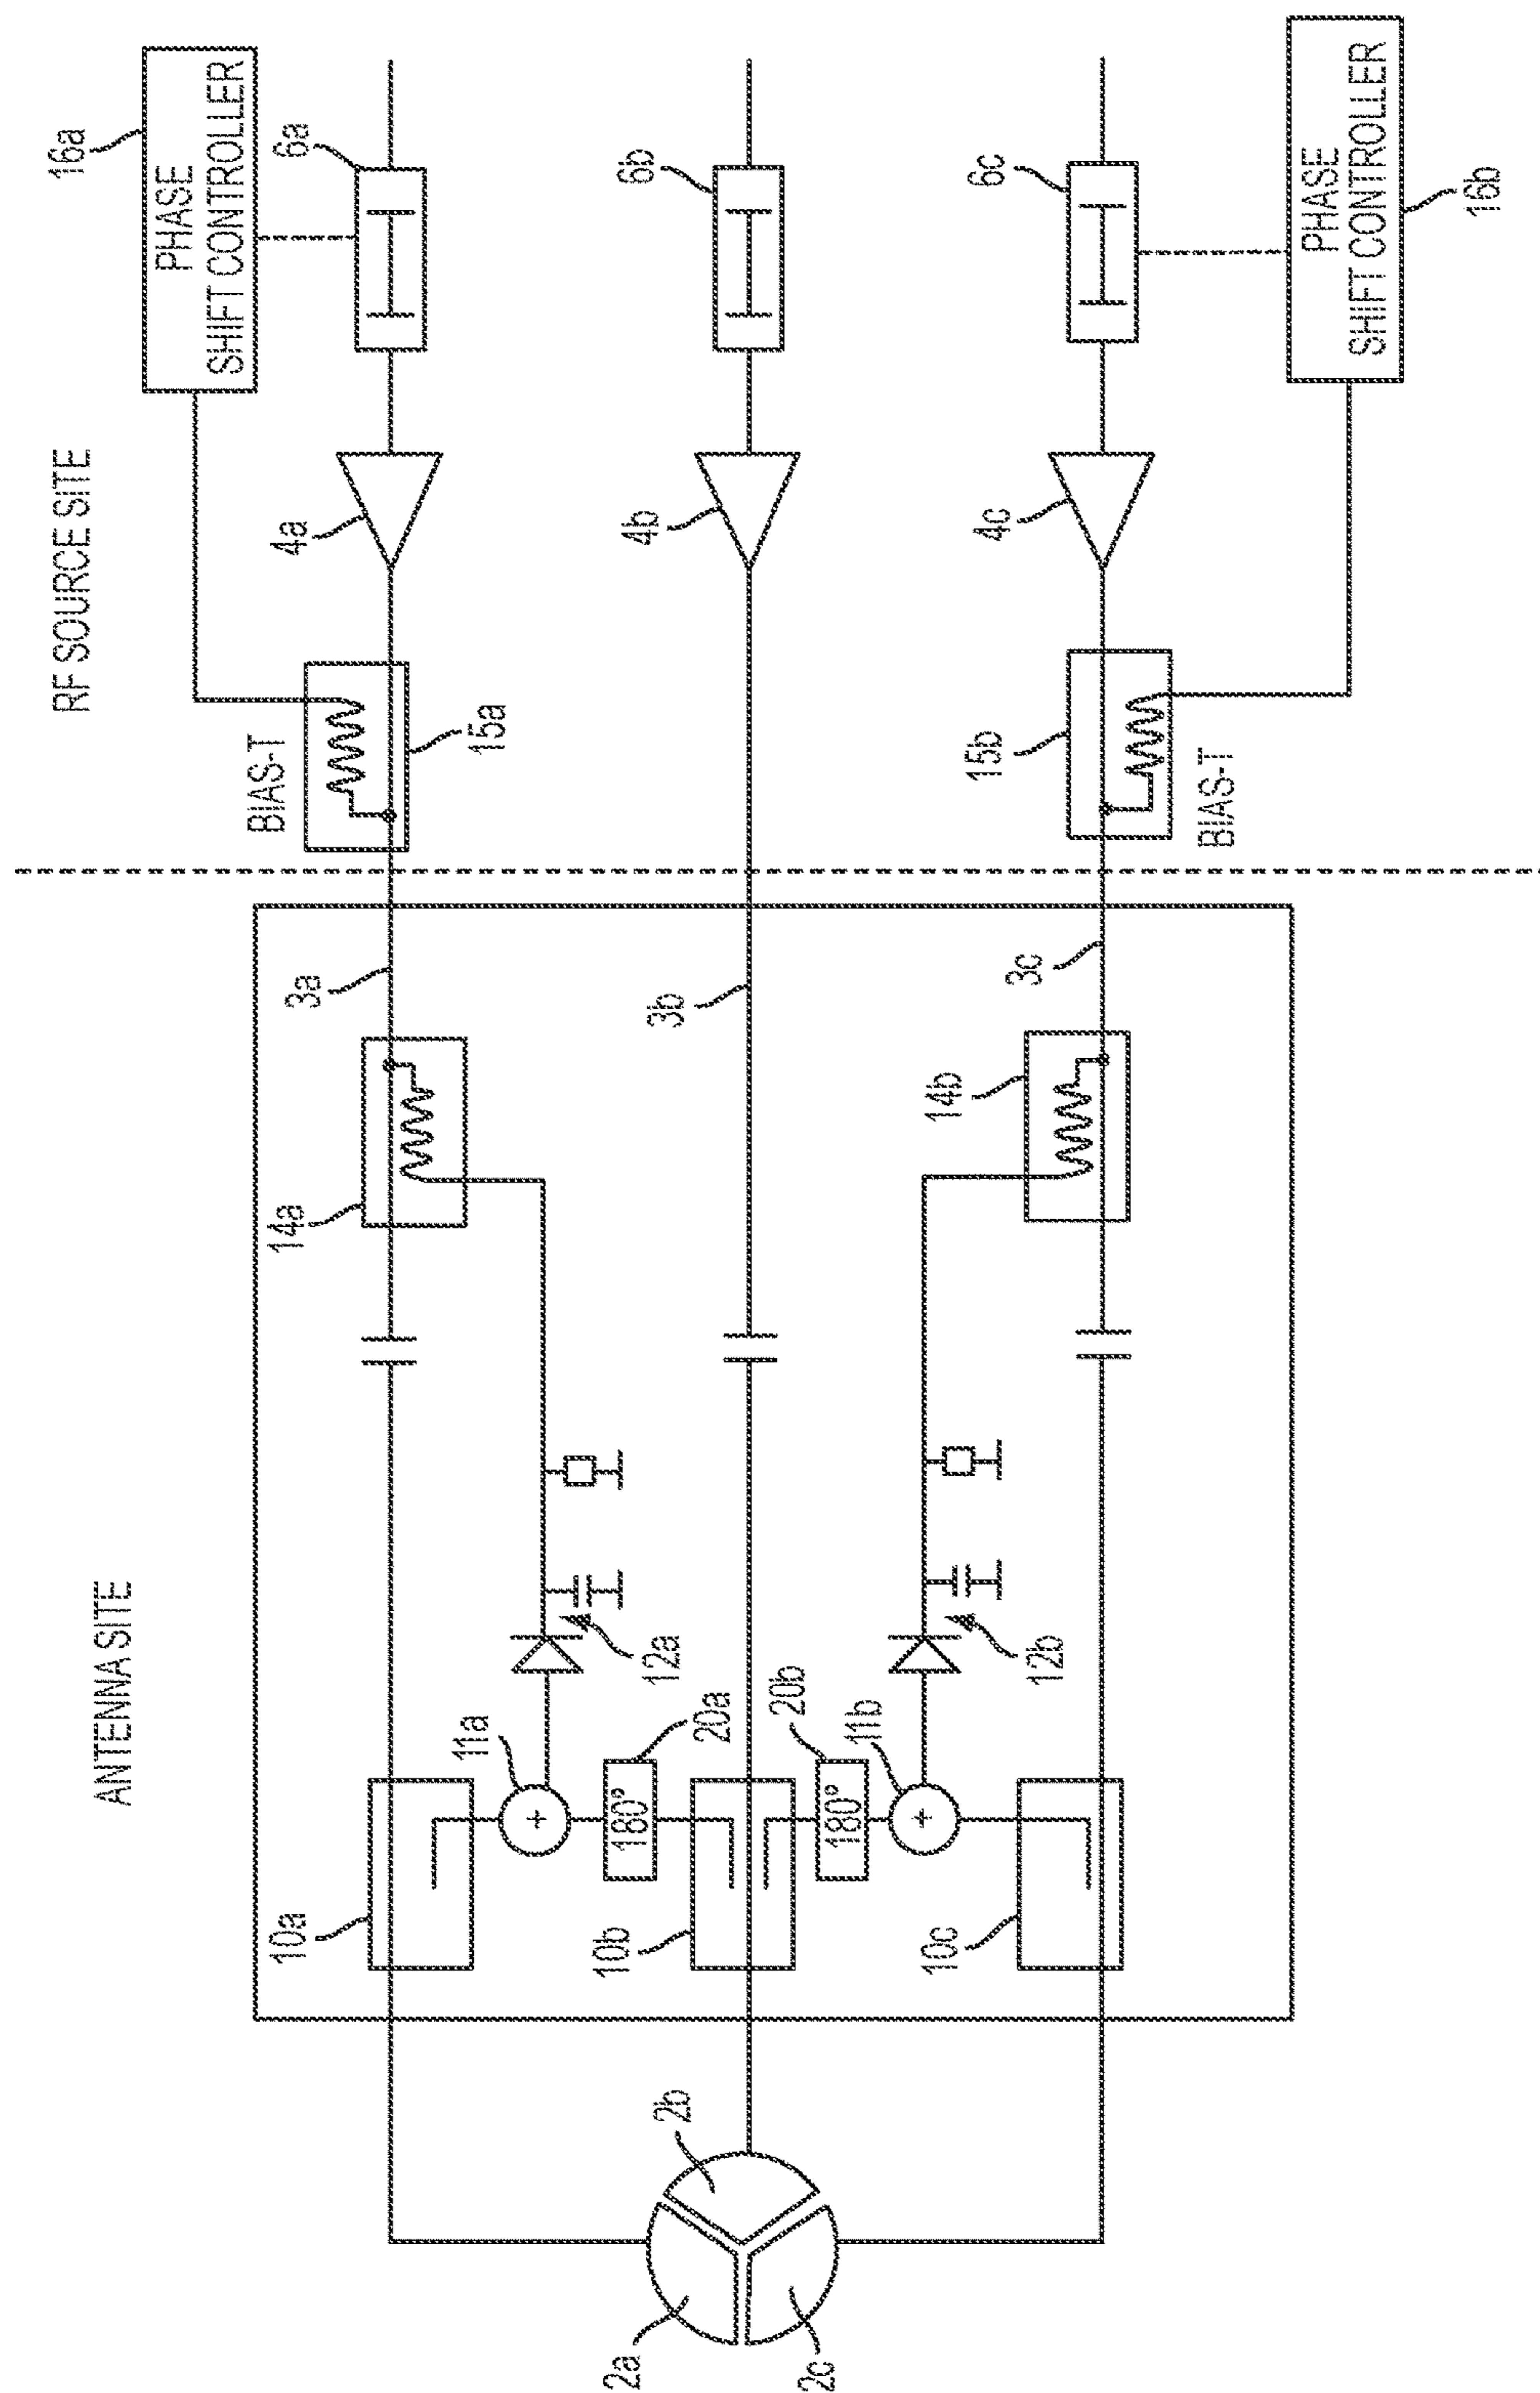 RF SOURCE SITE
16a
PHASE
SHIFT CONTROLLER
6a
4a
BIAS-T
15a
6b
4b
6c
4c
15b
BIAS-T
PHASE
SHIFT CONTROLLER
16b
ANTENNA SITE
3a
14a
3b
3c
14b
12a
12b
11a
180°
20a
20b
180°
11b
10a
10b
10c
2b
2a
2c
+
+